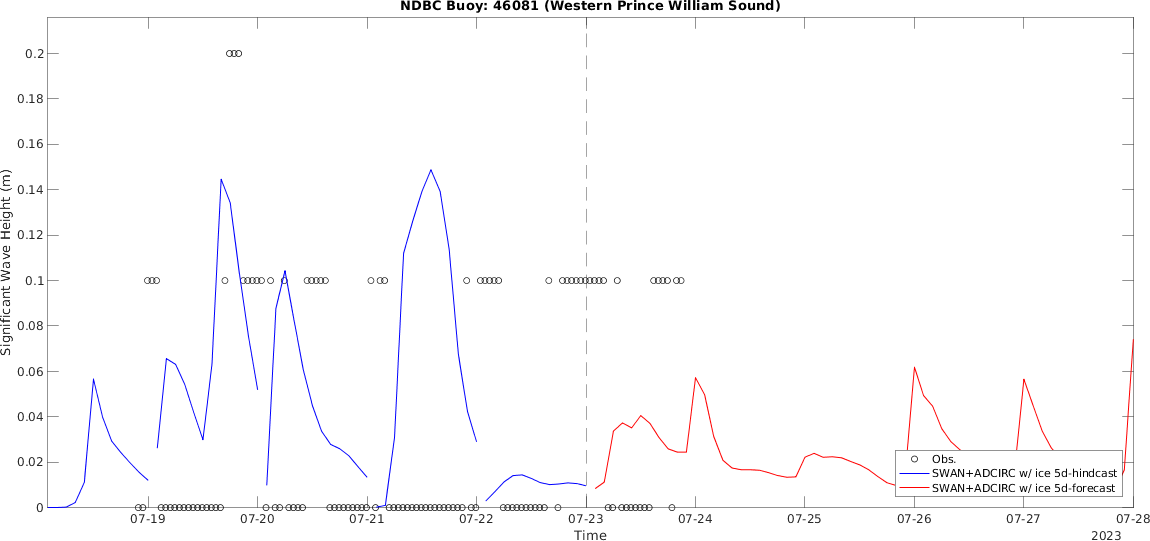 NDBC Buoy: 46081 (Western Prince William Sound)
Significant Wave Height (m)
0.2
0.18
0.16
0.14
0.12
0.1
0.08
0.06
0.04
0.02
0
Obs.
SWAN+ADCIRC w/ ice 5d-hindcast
SWAN+ADCIRC w/ ice 5d-forecast
07-19 07-20 07-21 07-22 07-23 07-24 07-25 07-26 07-27 07-28
Time
2023